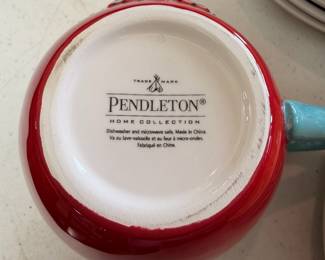 TRADE MARK
PENDLETON®
HOME COLLECTION
Dishwasher and microwave safe. Made in China.
Va au lave-vaisselle et au four à micro-ondes.
Fabriqué en Chine.